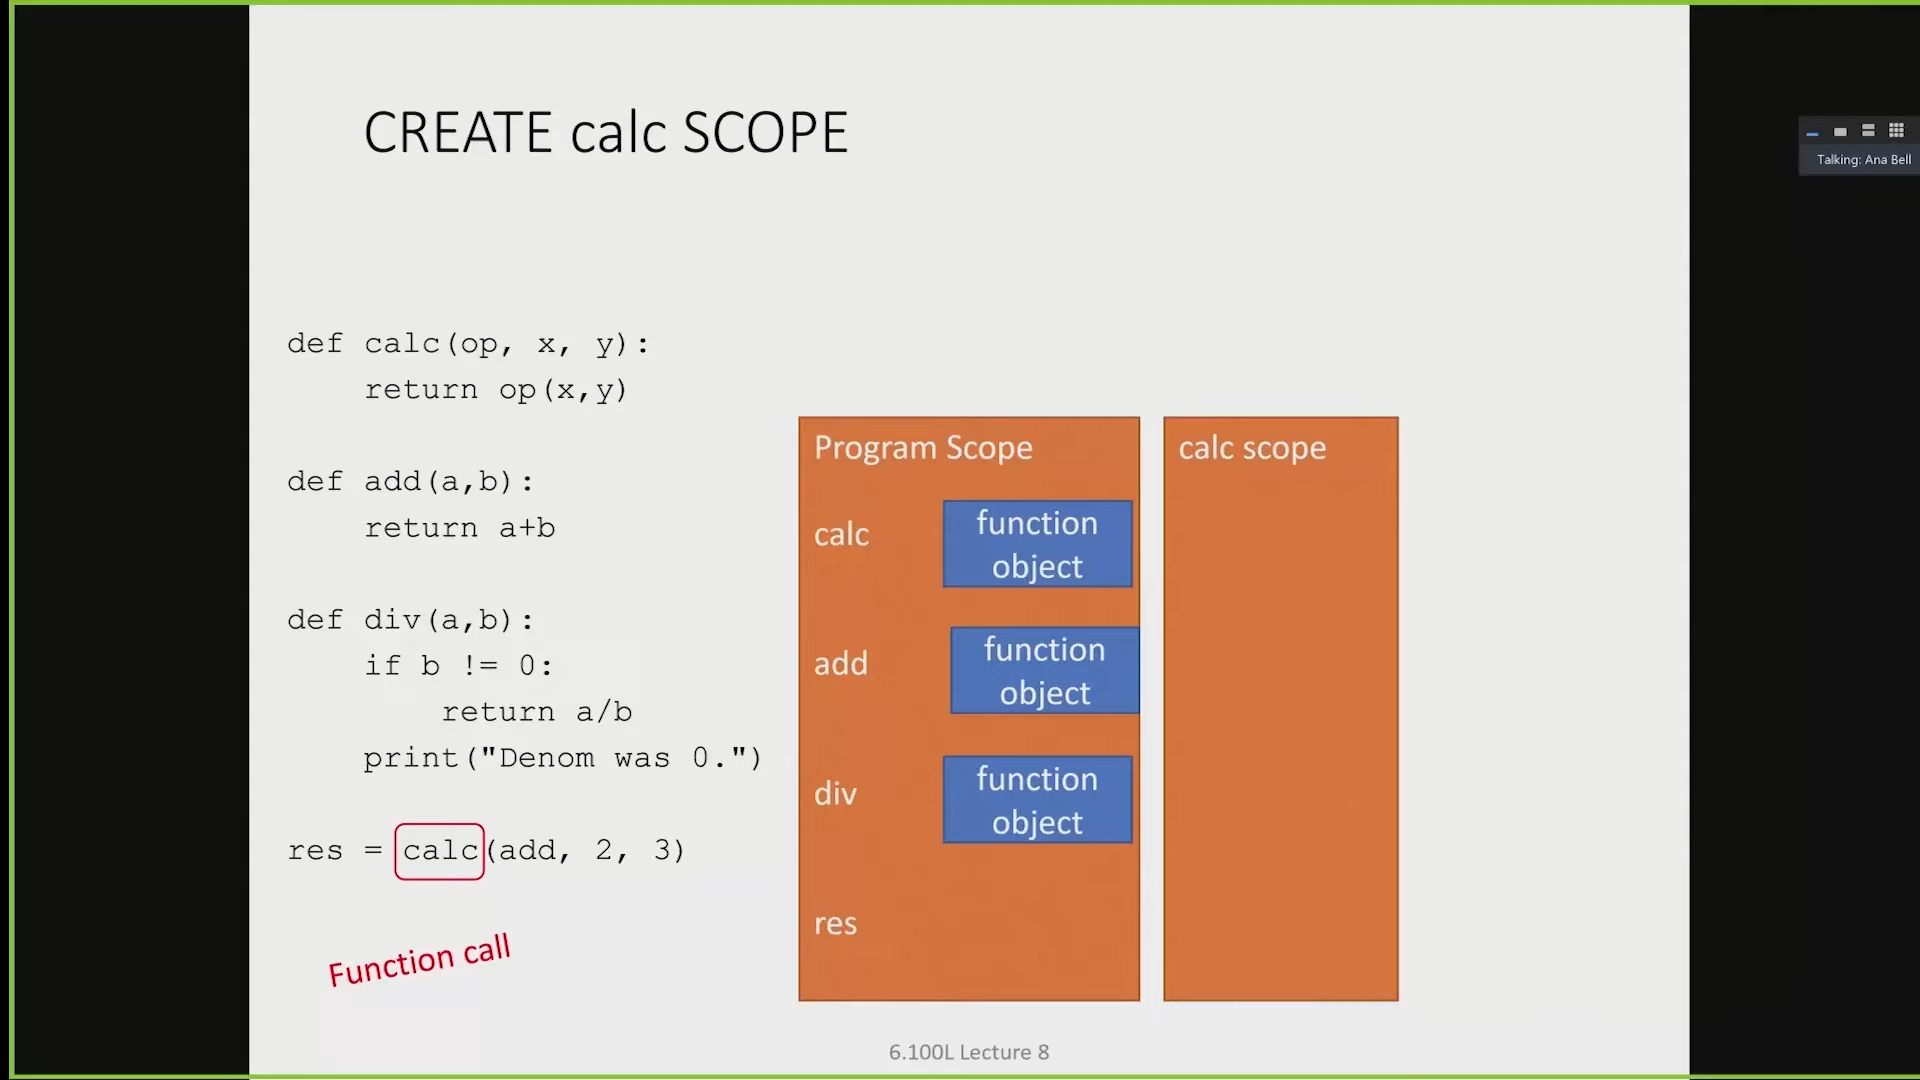 CREATE calc SCOPE
Talking: Ana Bell
def calc(op, x, y):
    return op(x,y)
def add(a,b):
    return a+b
def div(a,b):
    if b != 0:
        return a/b
    print("Denom was 0.")
res = calc(add, 2, 3)
Function call
Program Scope
calc
function
object
add
function
object
div
function
object
res
calc scope
6.100L Lecture 8